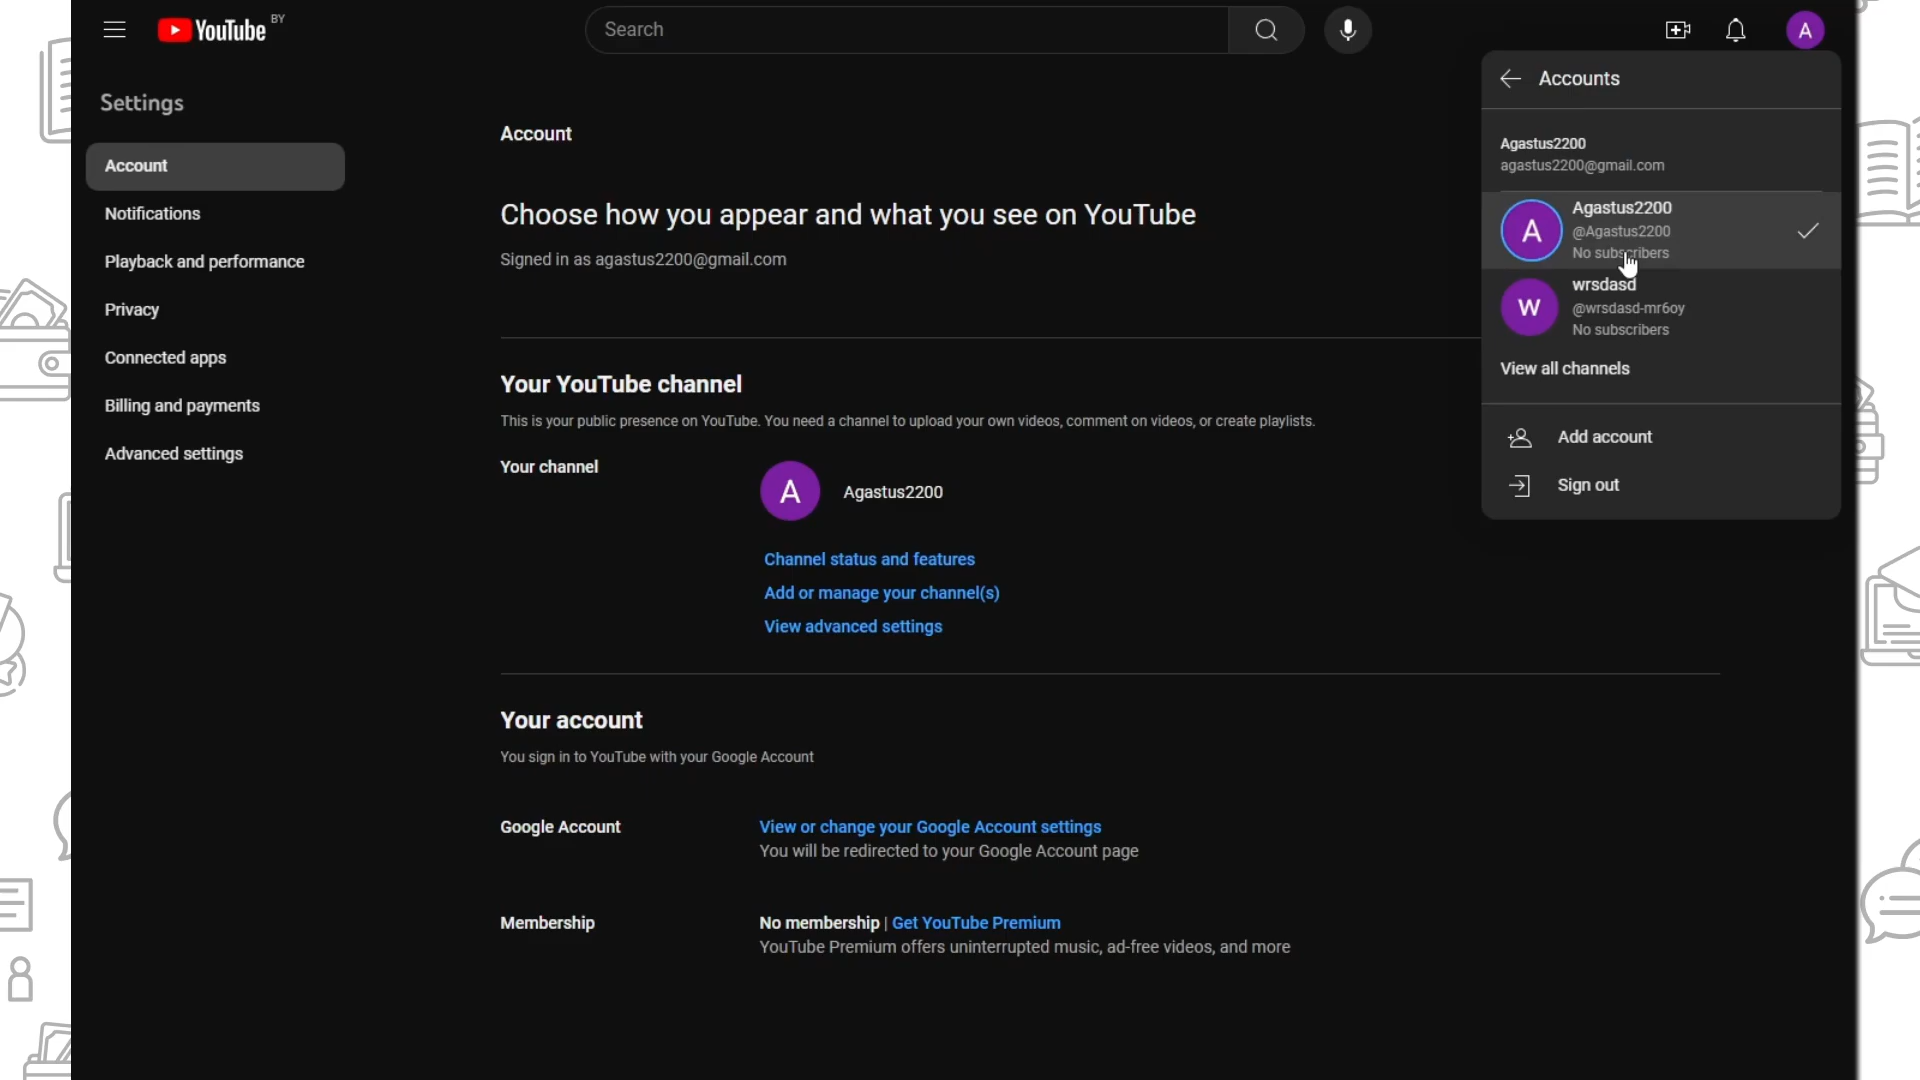 YouTube BY
Search
A
Settings
Account
Notifications
Playback and performance
Privacy
Connected apps
Billing and payments
Advanced settings
Account
Choose how you appear and what you see on YouTube
Signed in as agastus2200@gmail.com
Your YouTube channel
This is your public presence on YouTube. You need a channel to upload your own videos, comment on videos, or create playlists.
Your channel
A
Agastus2200
Channel status and features
Add or manage your channel(s)
View advanced settings
Your account
You sign in to YouTube with your Google Account
Google Account
View or change your Google Account settings
You will be redirected to your Google Account page
Membership
No membership | Get YouTube Premium
YouTube Premium offers uninterrupted music, ad-free videos, and more
Accounts
Agastus2200
agastus2200@gmail.com
A
Agastus2200
@Agastus2200
No subscribers
W
wrsdasd
@wrsdasd-mr6oy
No subscribers
View all channels
Add account
Sign out